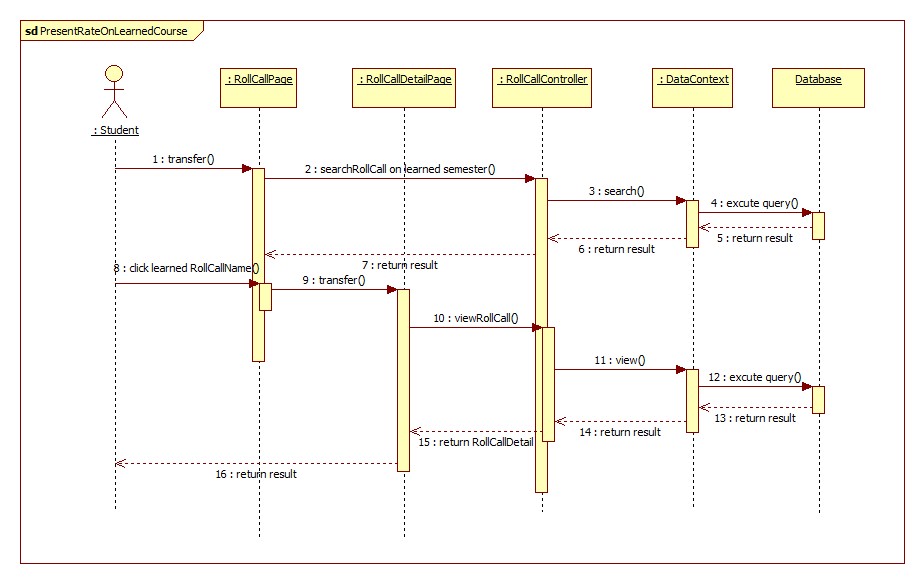 sd PresentRateOnLearnedCourse
: RollCallPage
: RollCallDetailPage
: RollCallController
: DataContext
Database
: Student
1 : transfer()
2 : searchRollCall on learned semester()
3 : search()
4 : excute query()
5 : return result
6 : return result
7 : return result
8 : click learned RollCallName()
9 : transfer()
10 : viewRollCall()
11 : view()
12 : excute query()
13 : return result
14 : return result
15 : return RollCallDetail
16 : return result